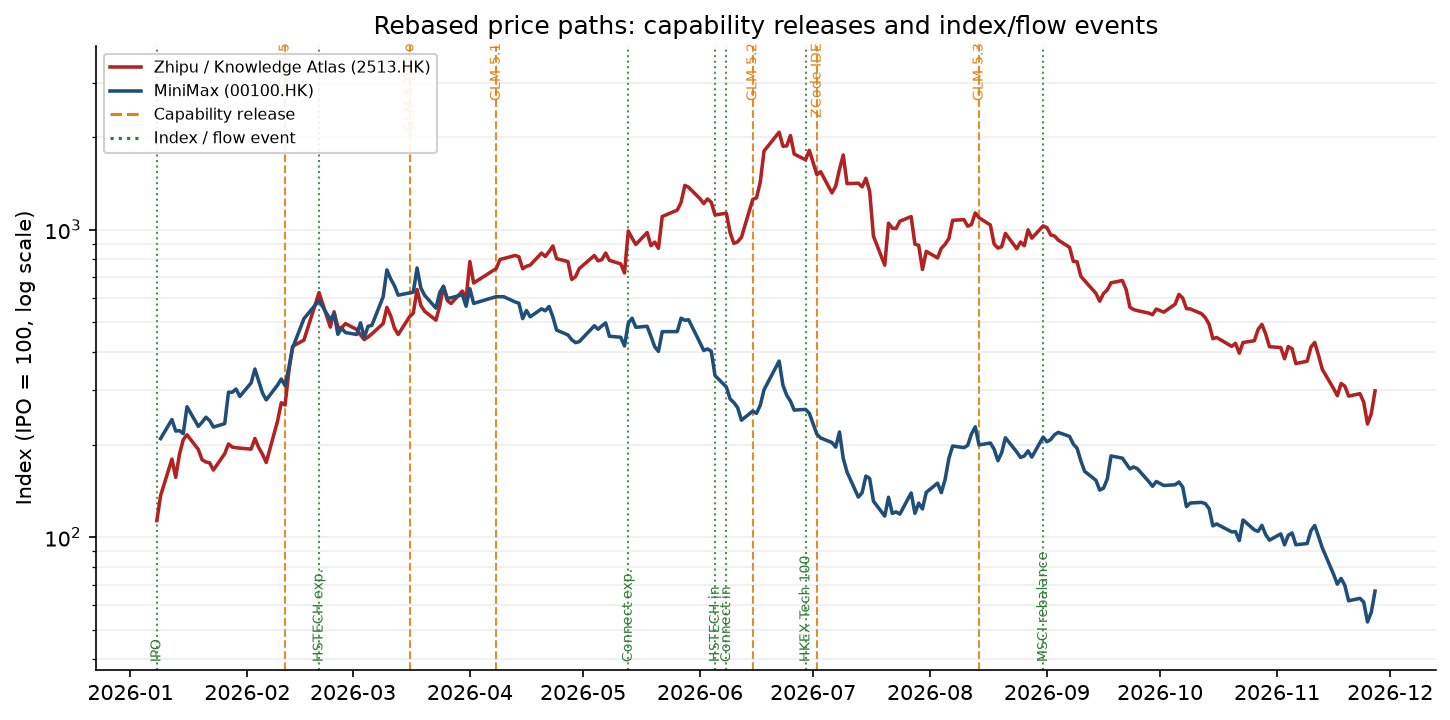 Rebased price paths: capability releases and index/flow events
Zhipu / Knowledge Atlas (2513.HK)
MiniMax (00100.HK)
Capability release
Index / flow event
GLM-5.1
GLM-5.2
ZCode IDE
GLM-5.3
Index (IPO = 100, log scale)
10³
10²
IPO
HSTECH exp.
Connect exp.
HSTECH in
Connect in
HKEX Tech 100
MSCI rebalance
2026-01
2026-02
2026-03
2026-04
2026-05
2026-06
2026-07
2026-08
2026-09
2026-10
2026-11
2026-12